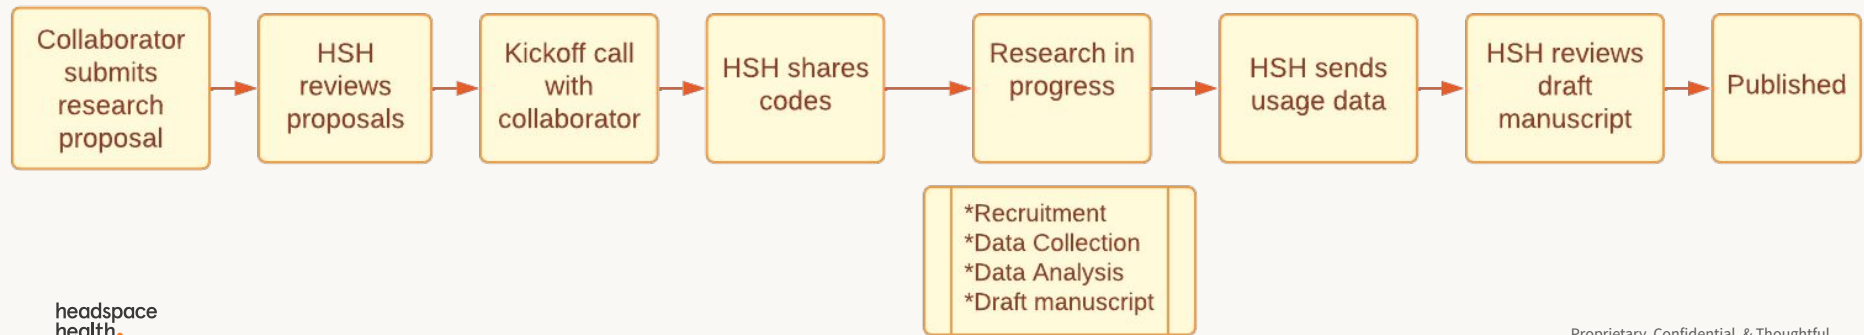 Collaborator
submits
research
proposal
HSH
reviews
proposals
Kickoff call
with
collaborator
HSH shares
codes
Research in
progress
HSH sends
usage data
HSH reviews
draft
manuscript
Published
*Recruitment
*Data Collection
*Data Analysis
*Draft manuscript
headspace
health.
Proprietary, Confidential, & Thoughtful